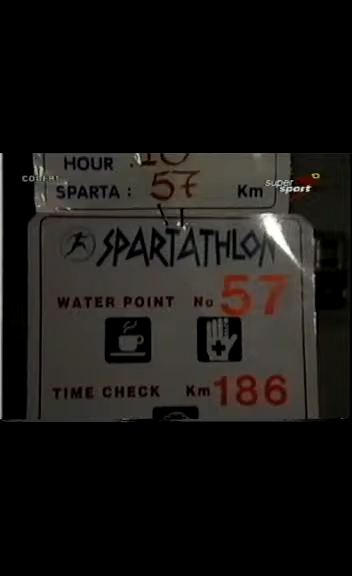 HOUR :
SPARTA : 57 Km
super sport
SPARTATHLON
WATER POINT No 57
TIME CHECK Km 186